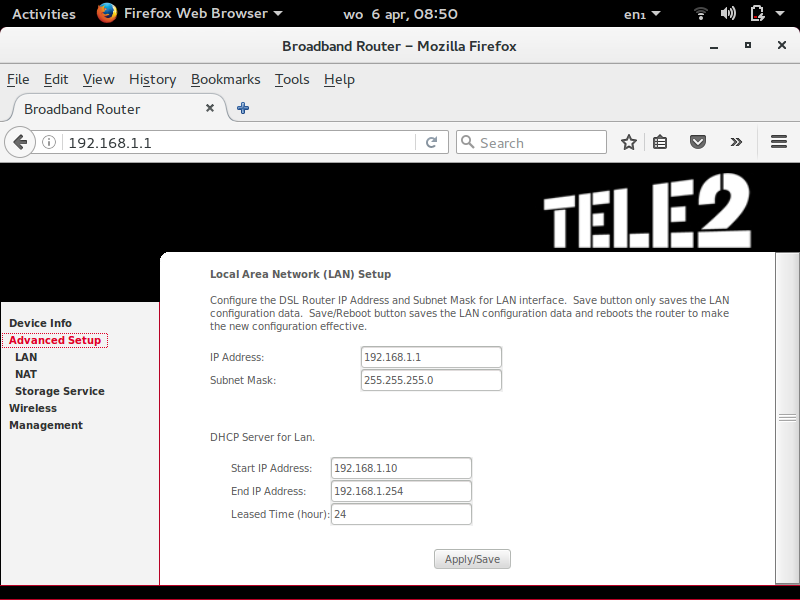 Activities Firefox Web Browser wo 6 apr, 08:50 en₁
Broadband Router – Mozilla Firefox
File Edit View History Bookmarks Tools Help
Broadband Router
192.168.1.1 Search
TELE2
Device Info
Advanced Setup
LAN
NAT
Storage Service
Wireless
Management
Local Area Network (LAN) Setup
Configure the DSL Router IP Address and Subnet Mask for LAN interface. Save button only saves the LAN
configuration data. Save/Reboot button saves the LAN configuration data and reboots the router to make
the new configuration effective.
IP Address: 192.168.1.1
Subnet Mask: 255.255.255.0
DHCP Server for Lan.
Start IP Address: 192.168.1.10
End IP Address: 192.168.1.254
Leased Time (hour): 24
Apply/Save